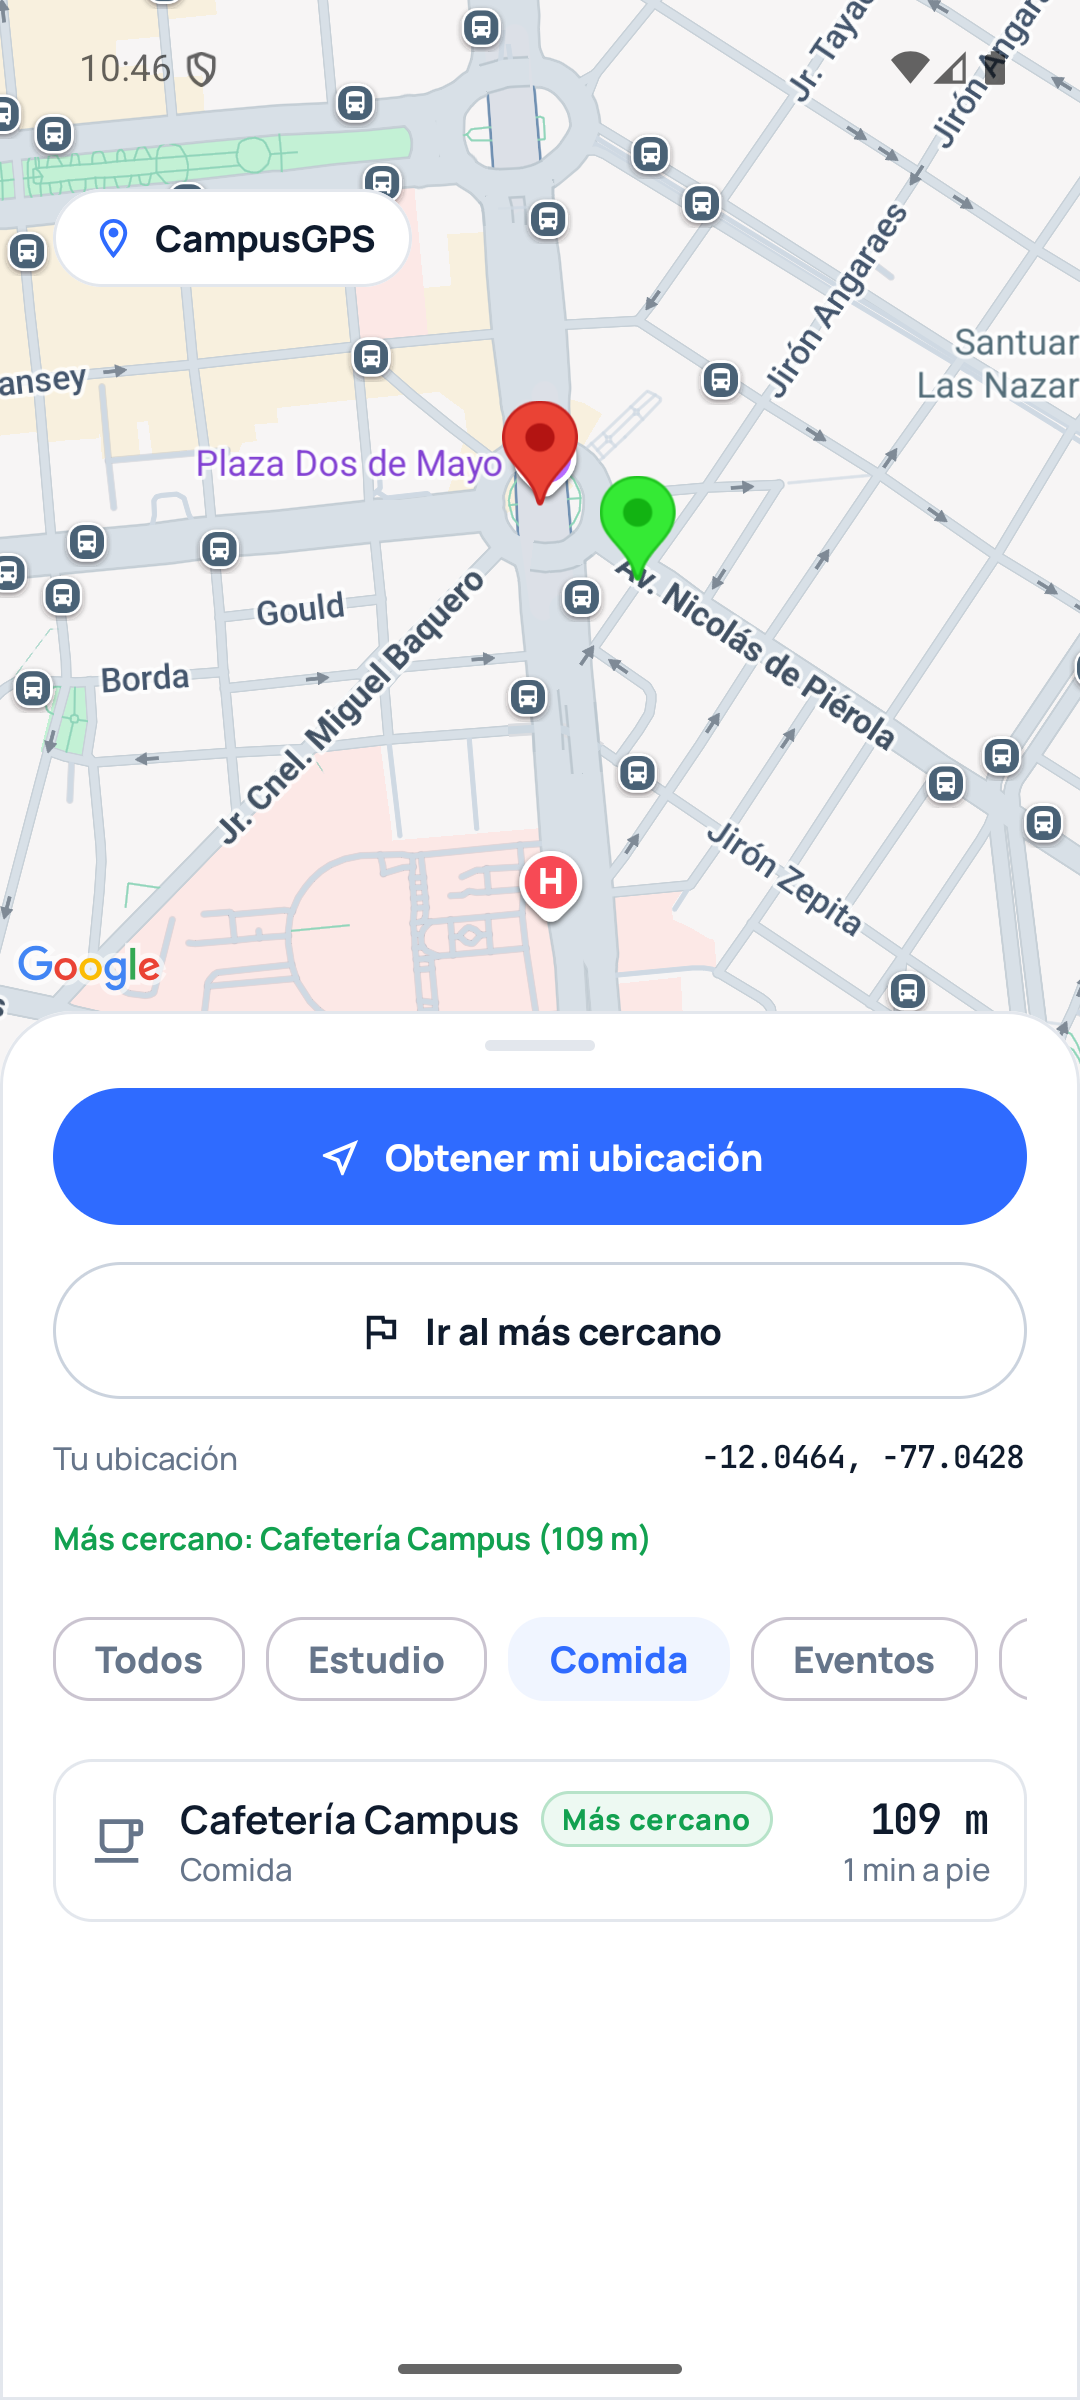 10:46
CampusGPS
Jr. Taya
Jirón Angar
Jirón Angaraes
Santuar
Las Nazar
ansey
Plaza Dos de Mayo
Av. Nicolás de Piérola
Gould
Jr. Cnel. Miguel Baquero
Borda
Jirón Zepita
H
Google
s
Obtener mi ubicación
Ir al más cercano
Tu ubicación
-12.0464, -77.0428
Más cercano: Cafetería Campus (109 m)
Todos
Estudio
Comida
Eventos
Cafetería Campus
Más cercano
109 m
Comida
1 min a pie